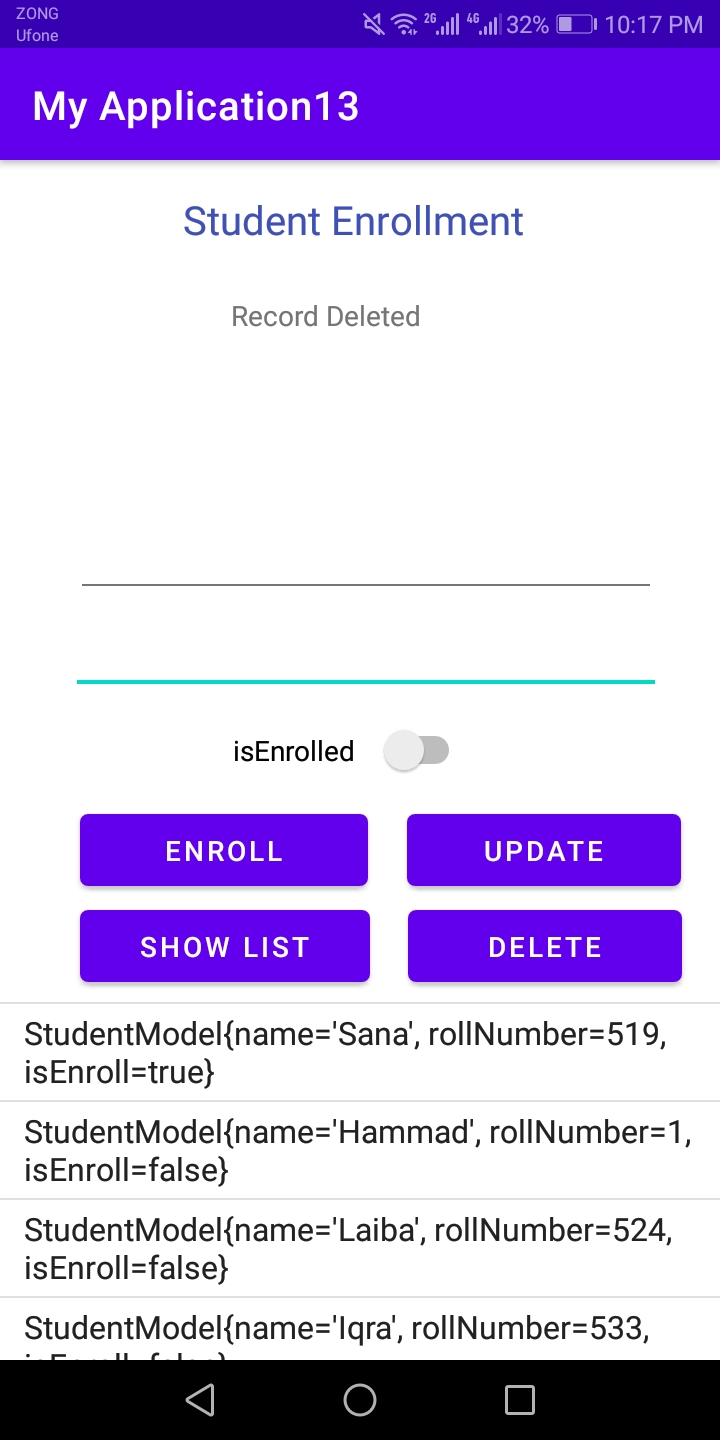 ZONG
Ufone
2G 4G 32% 10:17 PM
My Application13
Student Enrollment
Record Deleted
isEnrolled
ENROLL UPDATE
SHOW LIST DELETE
StudentModel{name='Sana', rollNumber=519,
isEnroll=true}
StudentModel{name='Hammad', rollNumber=1,
isEnroll=false}
StudentModel{name='Laiba', rollNumber=524,
isEnroll=false}
StudentModel{name='Iqra', rollNumber=533,